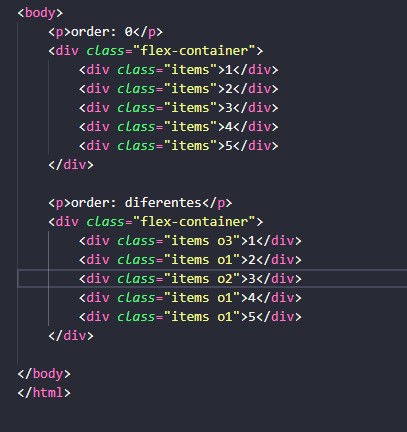 <body>
<p>order: 0</p>
<div class="flex-container">
<div class="items">1</div>
<div class="items">2</div>
<div class="items">3</div>
<div class="items">4</div>
<div class="items">5</div>
</div>
<p>order: diferentes</p>
<div class="flex-container">
<div class="items o3">1</div>
<div class="items o1">2</div>
<div class="items o2">3</div>
<div class="items o1">4</div>
<div class="items o1">5</div>
</div>
</body>
</html>